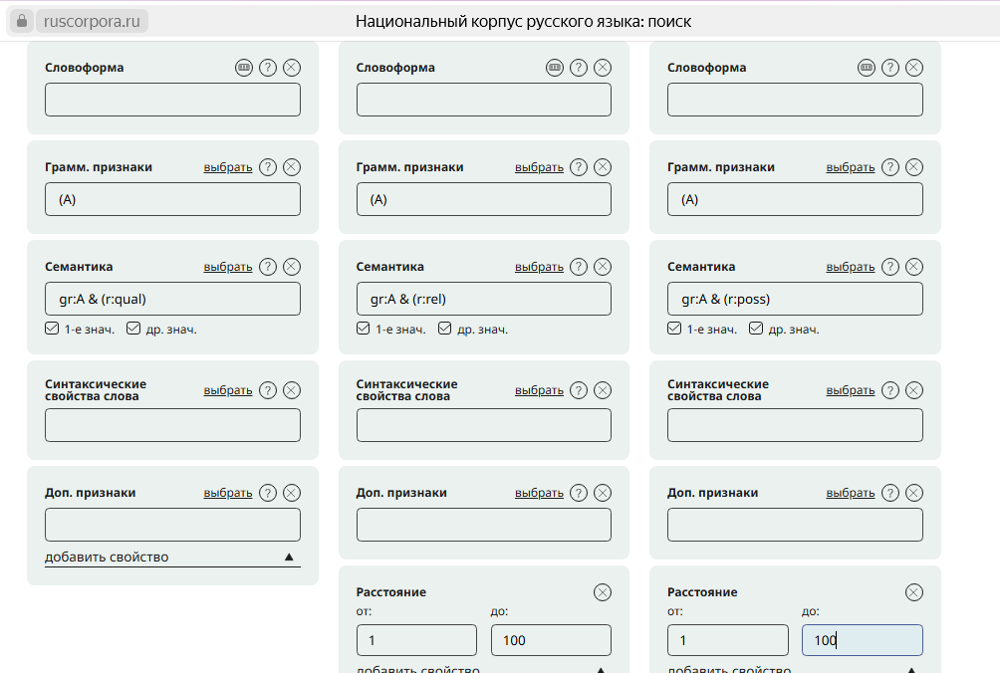 ruscorpora.ru Национальный корпус русского языка: поиск
Словоформа Словоформа Словоформа
Грамм. признаки выбрать Грамм. признаки выбрать Грамм. признаки выбрать
(A) (A) (A)
Семантика выбрать Семантика выбрать Семантика выбрать
gr:A & (r:qual) gr:A & (r:rel) gr:A & (r:poss)
1-е знач. др. знач. 1-е знач. др. знач. 1-е знач. др. знач.
Синтаксические Синтаксические Синтаксические
свойства слова выбрать свойства слова выбрать свойства слова выбрать
Доп. признаки выбрать Доп. признаки выбрать Доп. признаки выбрать
добавить свойство
Расстояние Расстояние
от: до: от: до:
1 100 1 100
добавить свойство добавить свойство